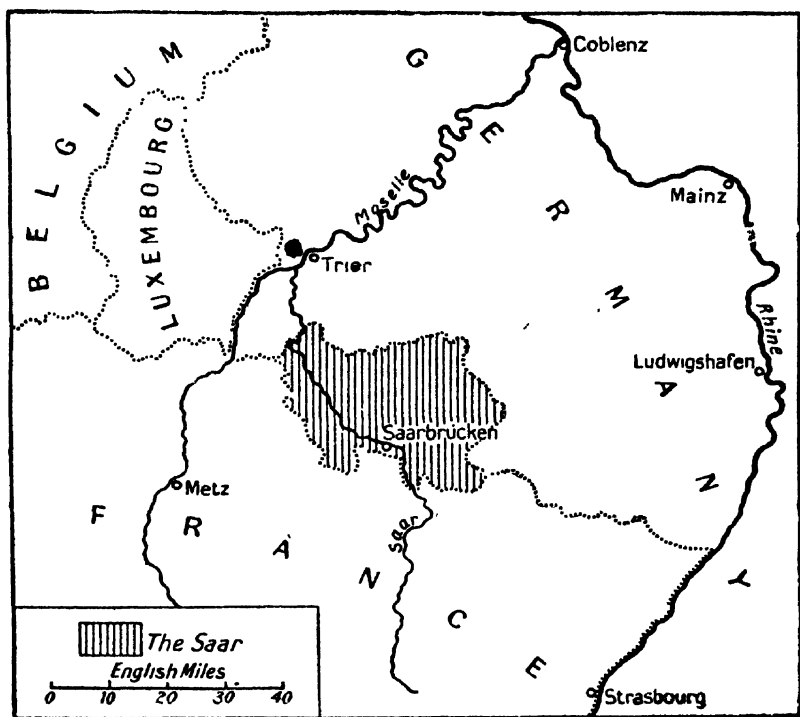 BELGIUM
LUXEMBOURG
GERMANY
FRANCE
Coblenz
Moselle
Mainz
Trier
Rhine
Ludwigshafen
Saarbrücken
Metz
Saar
Strasbourg
The Saar
English Miles
0 10 20 30 40